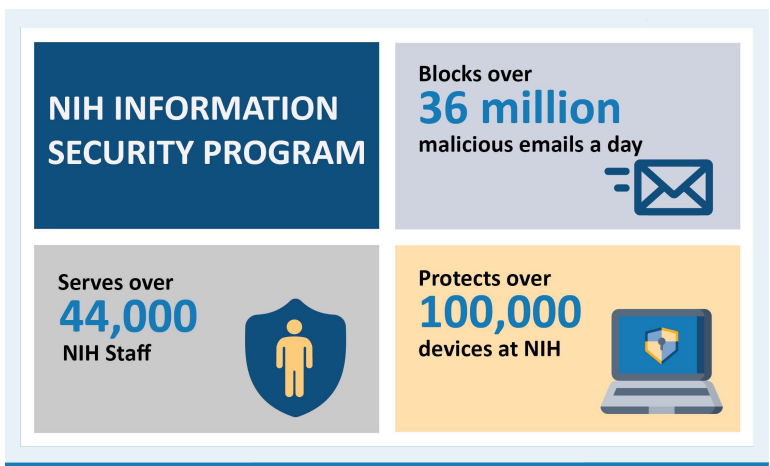 NIH INFORMATION
SECURITY PROGRAM
Blocks over
36 million
malicious emails a day
Serves over
44,000
NIH Staff
Protects over
100,000
devices at NIH